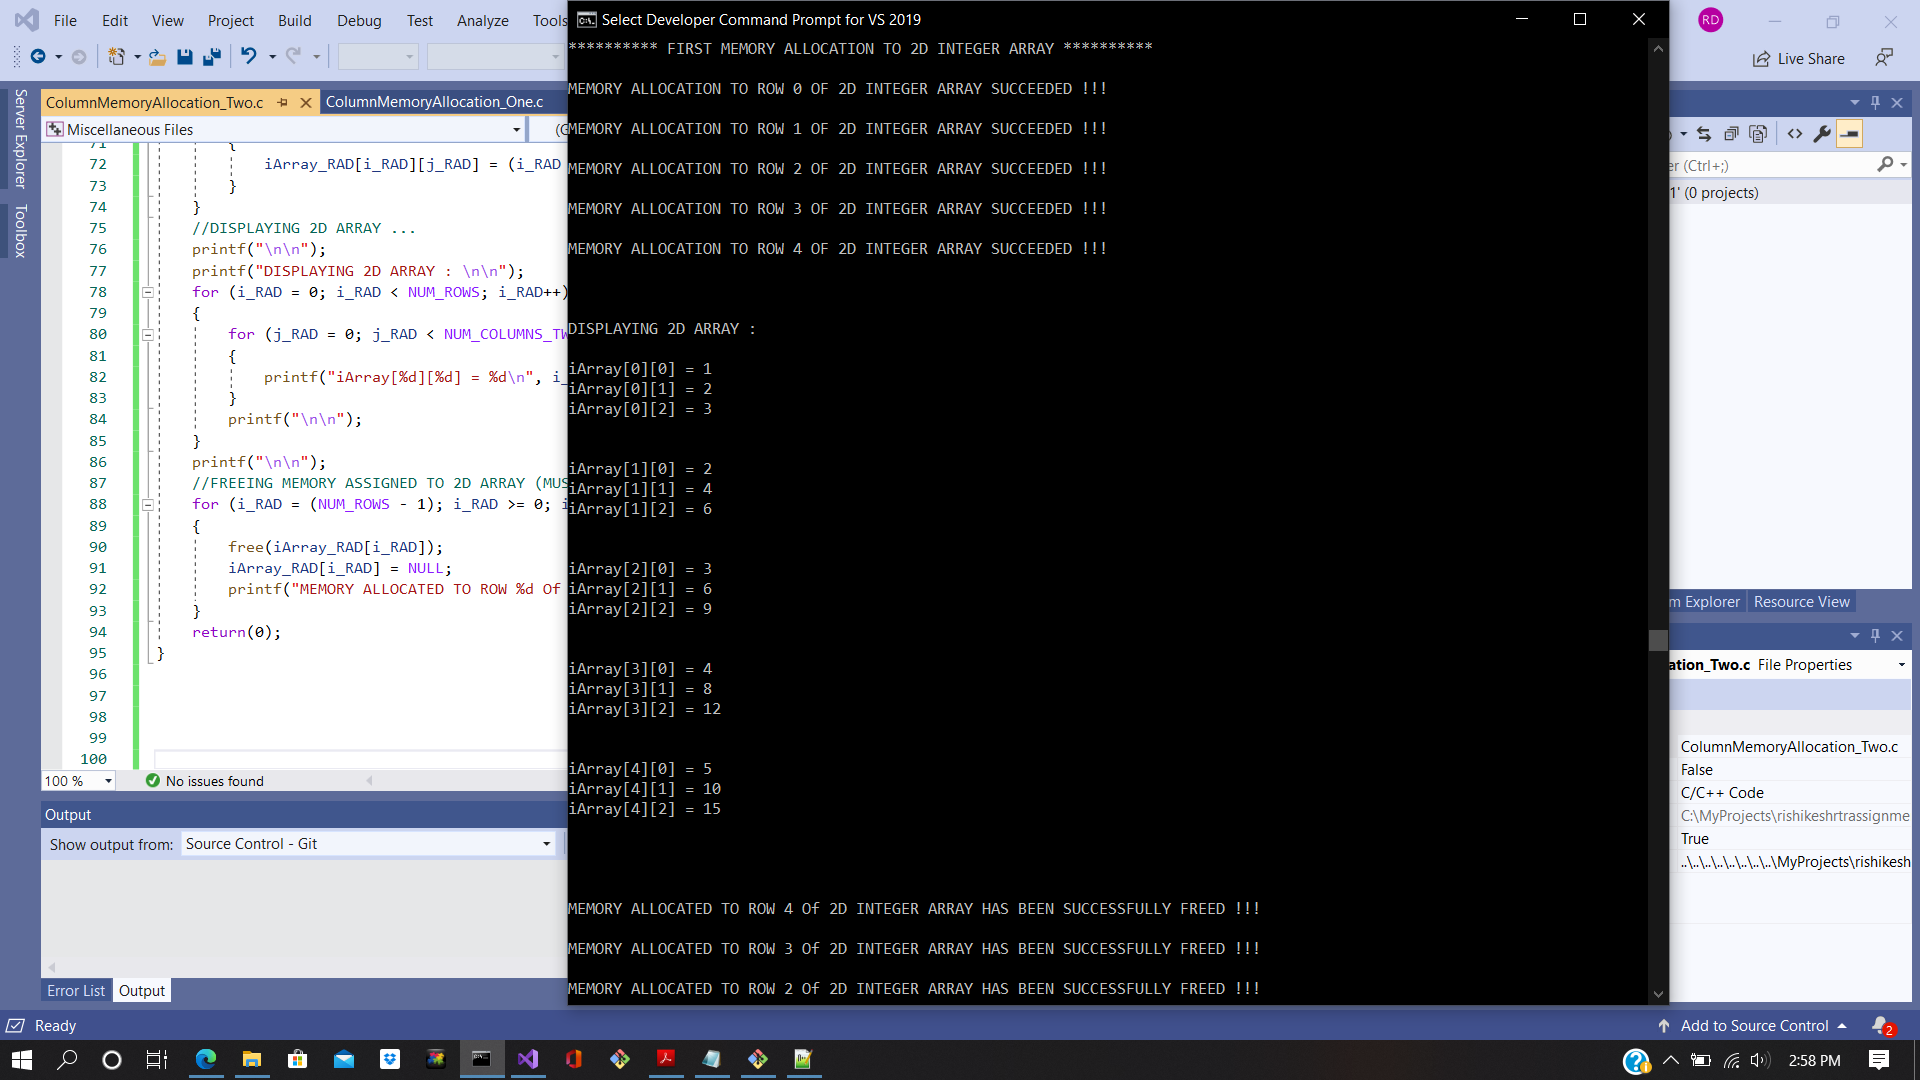 File Edit View Project Build Debug Test Analyze Tools
Select Developer Command Prompt for VS 2019
RD
Live Share
Server Explorer
Toolbox
ColumnMemoryAllocation_Two.c
ColumnMemoryAllocation_One.c
Miscellaneous Files
71 {
72 iArray_RAD[i_RAD][j_RAD] = (i_RAD
73 }
74 }
75 //DISPLAYING 2D ARRAY ...
76 printf("\n\n");
77 printf("DISPLAYING 2D ARRAY : \n\n");
78 for (i_RAD = 0; i_RAD < NUM_ROWS; i_RAD++)
79 {
80 for (j_RAD = 0; j_RAD < NUM_COLUMNS_TW
81 {
82 printf("iArray[%d][%d] = %d\n", i_
83 }
84 printf("\n\n");
85 }
86 printf("\n\n");
87 //FREEING MEMORY ASSIGNED TO 2D ARRAY (MUS
88 for (i_RAD = (NUM_ROWS - 1); i_RAD >= 0; i
89 {
90 free(iArray_RAD[i_RAD]);
91 iArray_RAD[i_RAD] = NULL;
92 printf("MEMORY ALLOCATED TO ROW %d Of
93 }
94 return(0);
95 }
96
97
98
99
100
100 %
No issues found
Output
Show output from: Source Control - Git
Error List Output
********** FIRST MEMORY ALLOCATION TO 2D INTEGER ARRAY **********
MEMORY ALLOCATION TO ROW 0 OF 2D INTEGER ARRAY SUCCEEDED !!!
MEMORY ALLOCATION TO ROW 1 OF 2D INTEGER ARRAY SUCCEEDED !!!
MEMORY ALLOCATION TO ROW 2 OF 2D INTEGER ARRAY SUCCEEDED !!!
MEMORY ALLOCATION TO ROW 3 OF 2D INTEGER ARRAY SUCCEEDED !!!
MEMORY ALLOCATION TO ROW 4 OF 2D INTEGER ARRAY SUCCEEDED !!!
DISPLAYING 2D ARRAY :
iArray[0][0] = 1
iArray[0][1] = 2
iArray[0][2] = 3
iArray[1][0] = 2
iArray[1][1] = 4
iArray[1][2] = 6
iArray[2][0] = 3
iArray[2][1] = 6
iArray[2][2] = 9
iArray[3][0] = 4
iArray[3][1] = 8
iArray[3][2] = 12
iArray[4][0] = 5
iArray[4][1] = 10
iArray[4][2] = 15
MEMORY ALLOCATED TO ROW 4 Of 2D INTEGER ARRAY HAS BEEN SUCCESSFULLY FREED !!!
MEMORY ALLOCATED TO ROW 3 Of 2D INTEGER ARRAY HAS BEEN SUCCESSFULLY FREED !!!
MEMORY ALLOCATED TO ROW 2 Of 2D INTEGER ARRAY HAS BEEN SUCCESSFULLY FREED !!!
er (Ctrl+;)
1' (0 projects)
m Explorer Resource View
ation_Two.c File Properties
ColumnMemoryAllocation_Two.c
False
C/C++ Code
C:\MyProjects\rishikeshrtrassignme
True
..\..\..\..\..\..\..\..\MyProjects\rishikesh
Ready
Add to Source Control
2
2:58 PM